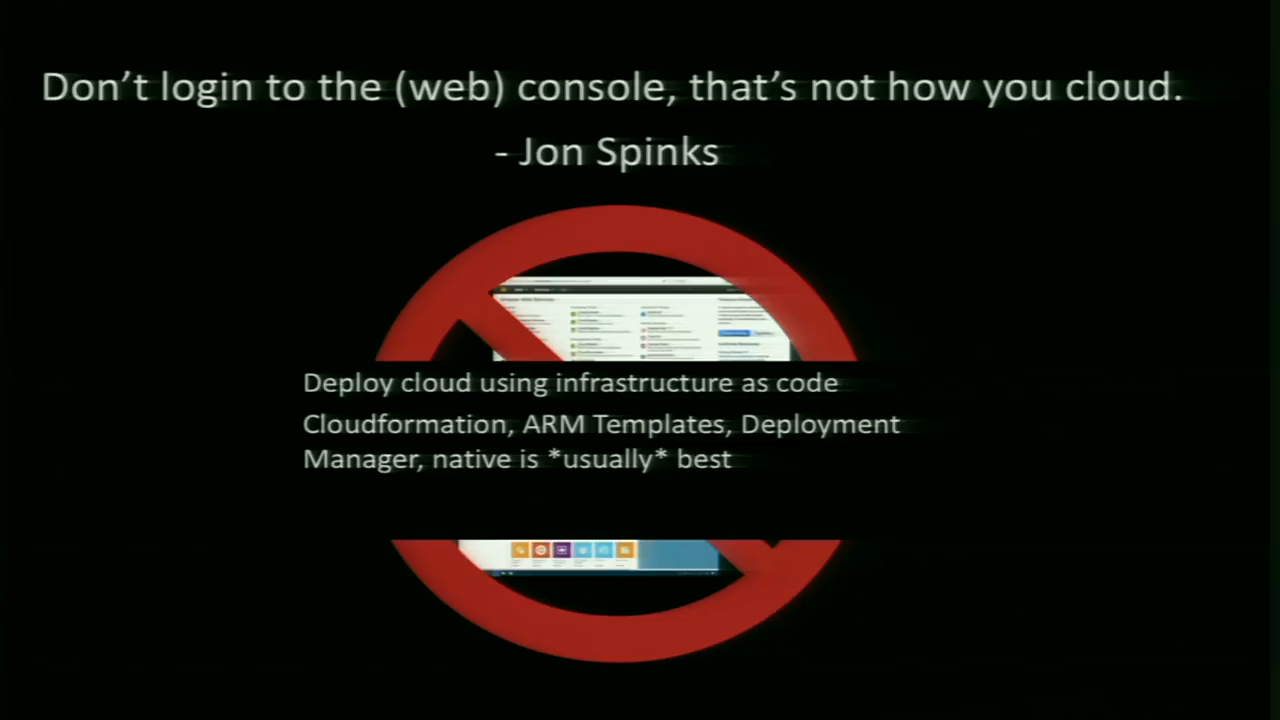 Don't login to the (web) console, that's not how you cloud.
- Jon Spinks
Deploy cloud using infrastructure as code
Cloudformation, ARM Templates, Deployment
Manager, native is *usually* best